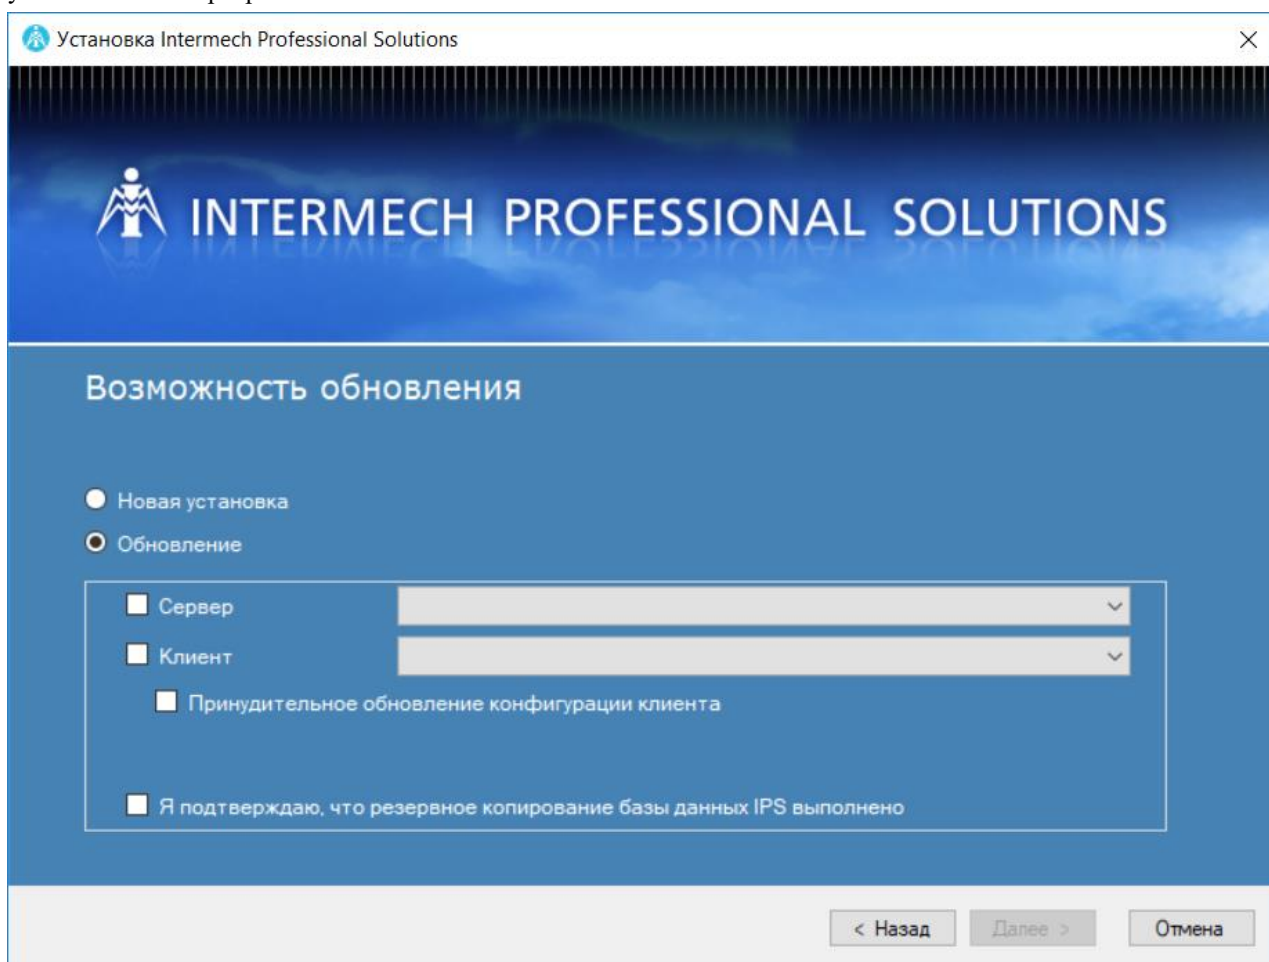 Установка Intermech Professional Solutions
INTERMECH PROFESSIONAL SOLUTIONS
Возможность обновления
Новая установка
Обновление
Сервер
Клиент
Принудительное обновление конфигурации клиента
Я подтверждаю, что резервное копирование базы данных IPS выполнено
< Назад Далее > Отмена